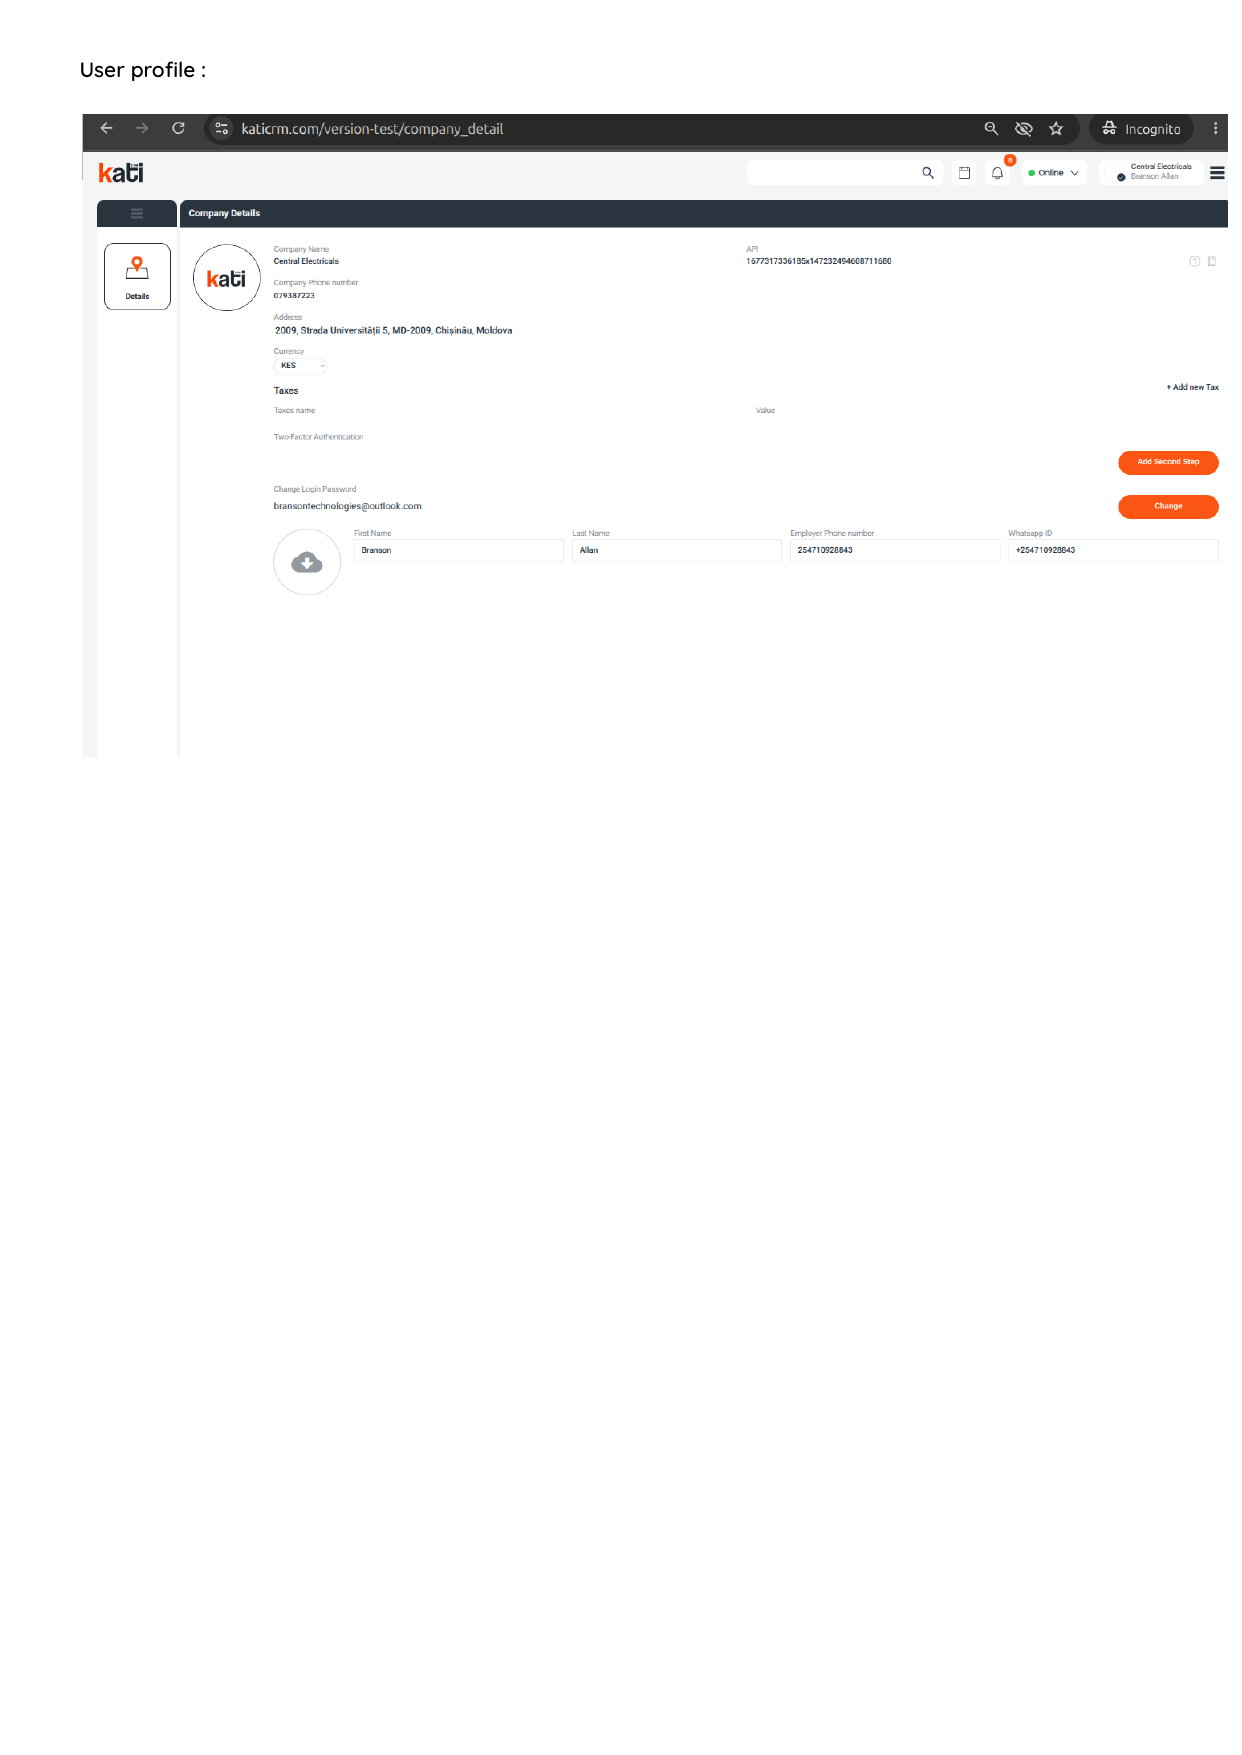 User profile :
katicrm.com/version-test/company_detail
Incognito
kati
8
Online
Central Electricals
Branson Allan
Company Details
Details
kati
Company Name
Central Electricals
API
1677317336185x147232494608711680
Company Phone number
079387223
Address
2009, Strada Universității 5, MD-2009, Chișinău, Moldova
Currency
KES
Taxes
+ Add new Tax
Taxes name
Value
Two-Factor Authentication
Add Second Step
Change Login Password
bransontechnologies@outlook.com
Change
First Name
Last Name
Employer Phone number
Whatsapp ID
Branson
Allan
254710928843
+254710928843